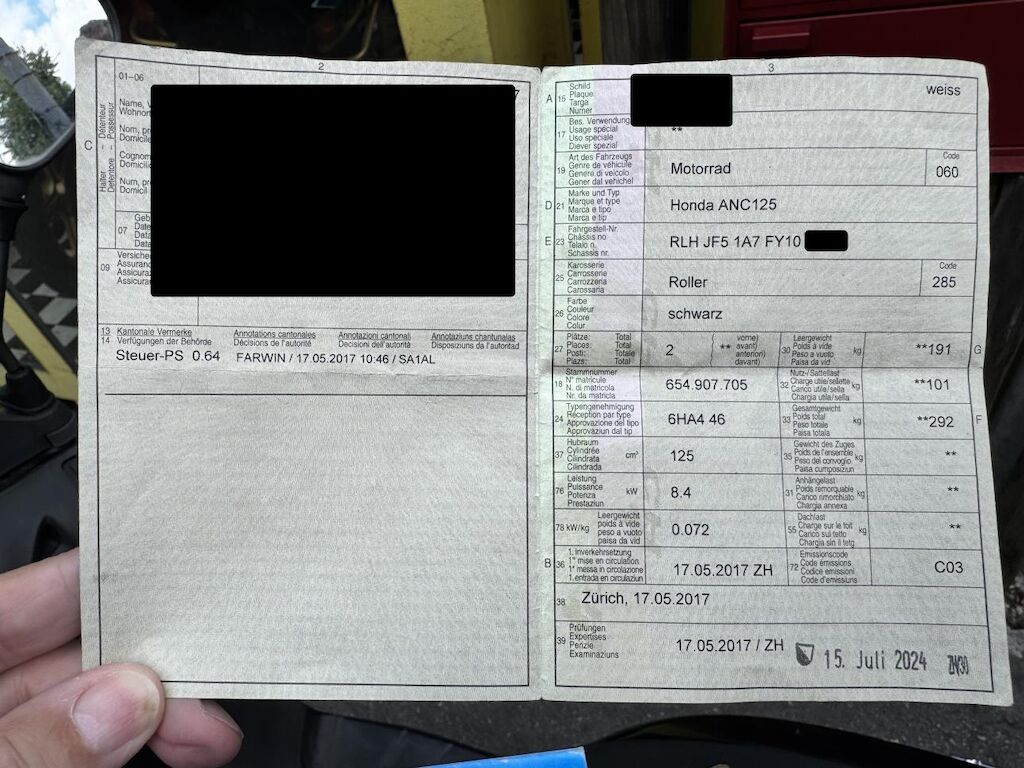 2
01-06
Halter – Détenteur
Detentore – Possessur
C
Name, V
Wohnort
Nom, pr
Domicile
Cognom
Domicili
Num, pr
Domicil
07
Geb
Date
Data
Data
09
Versiche
Assuran
Assicura
Assicura
13
14
Kantonale Vermerke
Verfügungen der Behörde
Annotations cantonales
Décisions de l'autorité
Annotazioni cantonali
Decisioni dell'autorità
Annotaziuns chantunalas
Disposiziuns da l'autoritad
Steuer-PS 0.64 FARWIN / 17.05.2017 10:46 / SA1AL
3
A 15
Schild
Plaque
Targa
Numer
weiss
17
Bes. Verwendung
Usage spécial
Uso speciale
Diever spezial
**
19
Art des Fahrzeugs
Genre de véhicule
Genere di veicolo
Gener dal vehichel
Motorrad
Code
060
D 21
Marke und Typ
Marque et type
Marca e tipo
Marca e tip
Honda ANC125
E 23
Fahrgestell-Nr.
Châssis no
Telaio n.
Schassis nr.
RLH JF5 1A7 FY10
25
Karosserie
Carrosserie
Carrozzeria
Carossaria
Roller
Code
285
26
Farbe
Couleur
Colore
Colur
schwarz
27
Plätze: Total
Places: Total
Posti: Totale
Plazs: Total
2
** vorne)
avant)
anteriori)
davant)
30
Leergewicht
Poids à vide
Peso a vuoto
Paisa da vid
kg
**191
G
18
Stammnummer
N° matricule
N. di matricola
Nr. da matricla
654.907.705
32
Nutz-/Sattellast
Charge utile/sellette
Carico utile/sella
Chargia utila/sella
kg
**101
24
Typengenehmigung
Réception par type
Approvazione del tipo
Approvaziun dal tip
6HA4 46
33
Gesamtgewicht
Poids total
Peso totale
Paisa totala
kg
**292
F
37
Hubraum
Cylindrée
Cilindrata
Cilindrada
cm³
125
35
Gewicht des Zuges
Poids de l'ensemble
Peso del convoglio
Paisa cumposiziun
kg
**
76
Leistung
Puissance
Potenza
Prestaziun
kW
8.4
31
Anhängelast
Poids remorquable
Carico rimorchiato
Chargia annexa
kg
**
78 kW/kg
Leergewicht
poids à vide
peso a vuoto
paisa da vid
0.072
55
Dachlast
Charge sur le toit
Carico sul tetto
Chargia sin il tetg
kg
**
B 36
1. Inverkehrsetzung
1re mise en circulation
1a messa in circolazione
1. entrada en circulaziun
17.05.2017 ZH
72
Emissionscode
Code émissions
Codice emissioni
Code d'emissiuns
C03
38
Zürich, 17.05.2017
39
Prüfungen
Expertises
Perizie
Examinaziuns
17.05.2017 / ZH
15. Juli 2024